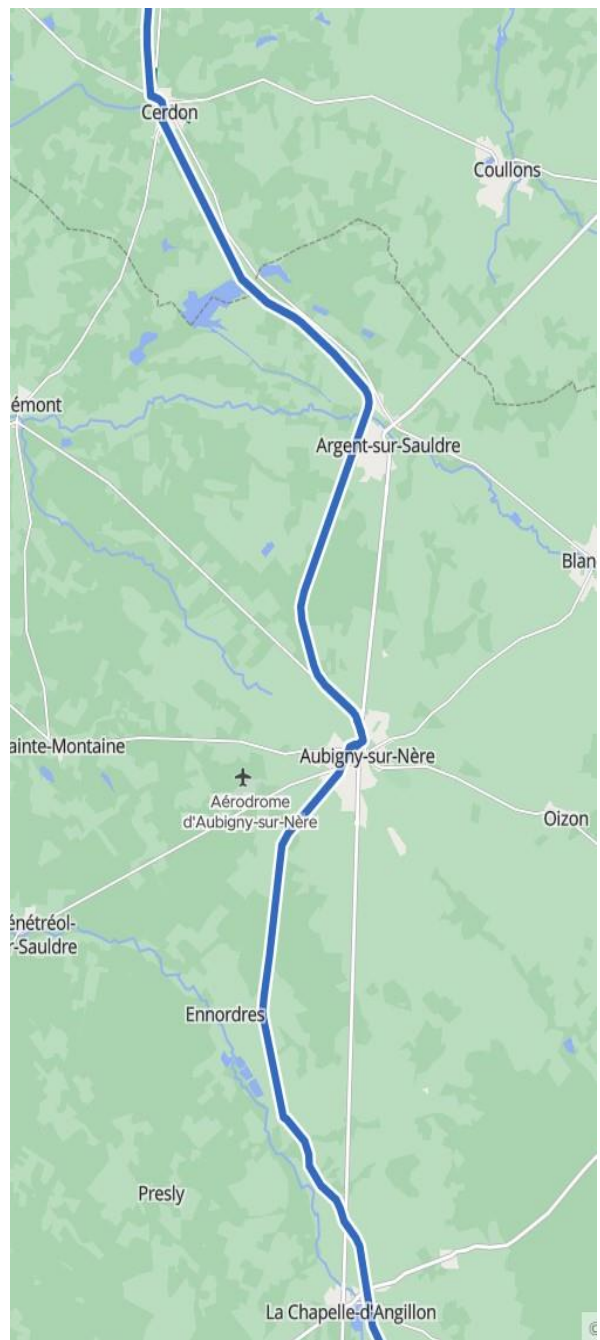 Cerdon
Coullons
émont
Argent-sur-Sauldre
Blan
ainte-Montaine
Aubigny-sur-Nère
Aérodrome
d'Aubigny-sur-Nère
Oizon
énétréol-
r-Sauldre
Ennordres
Presly
La Chapelle-d'Angillon
©